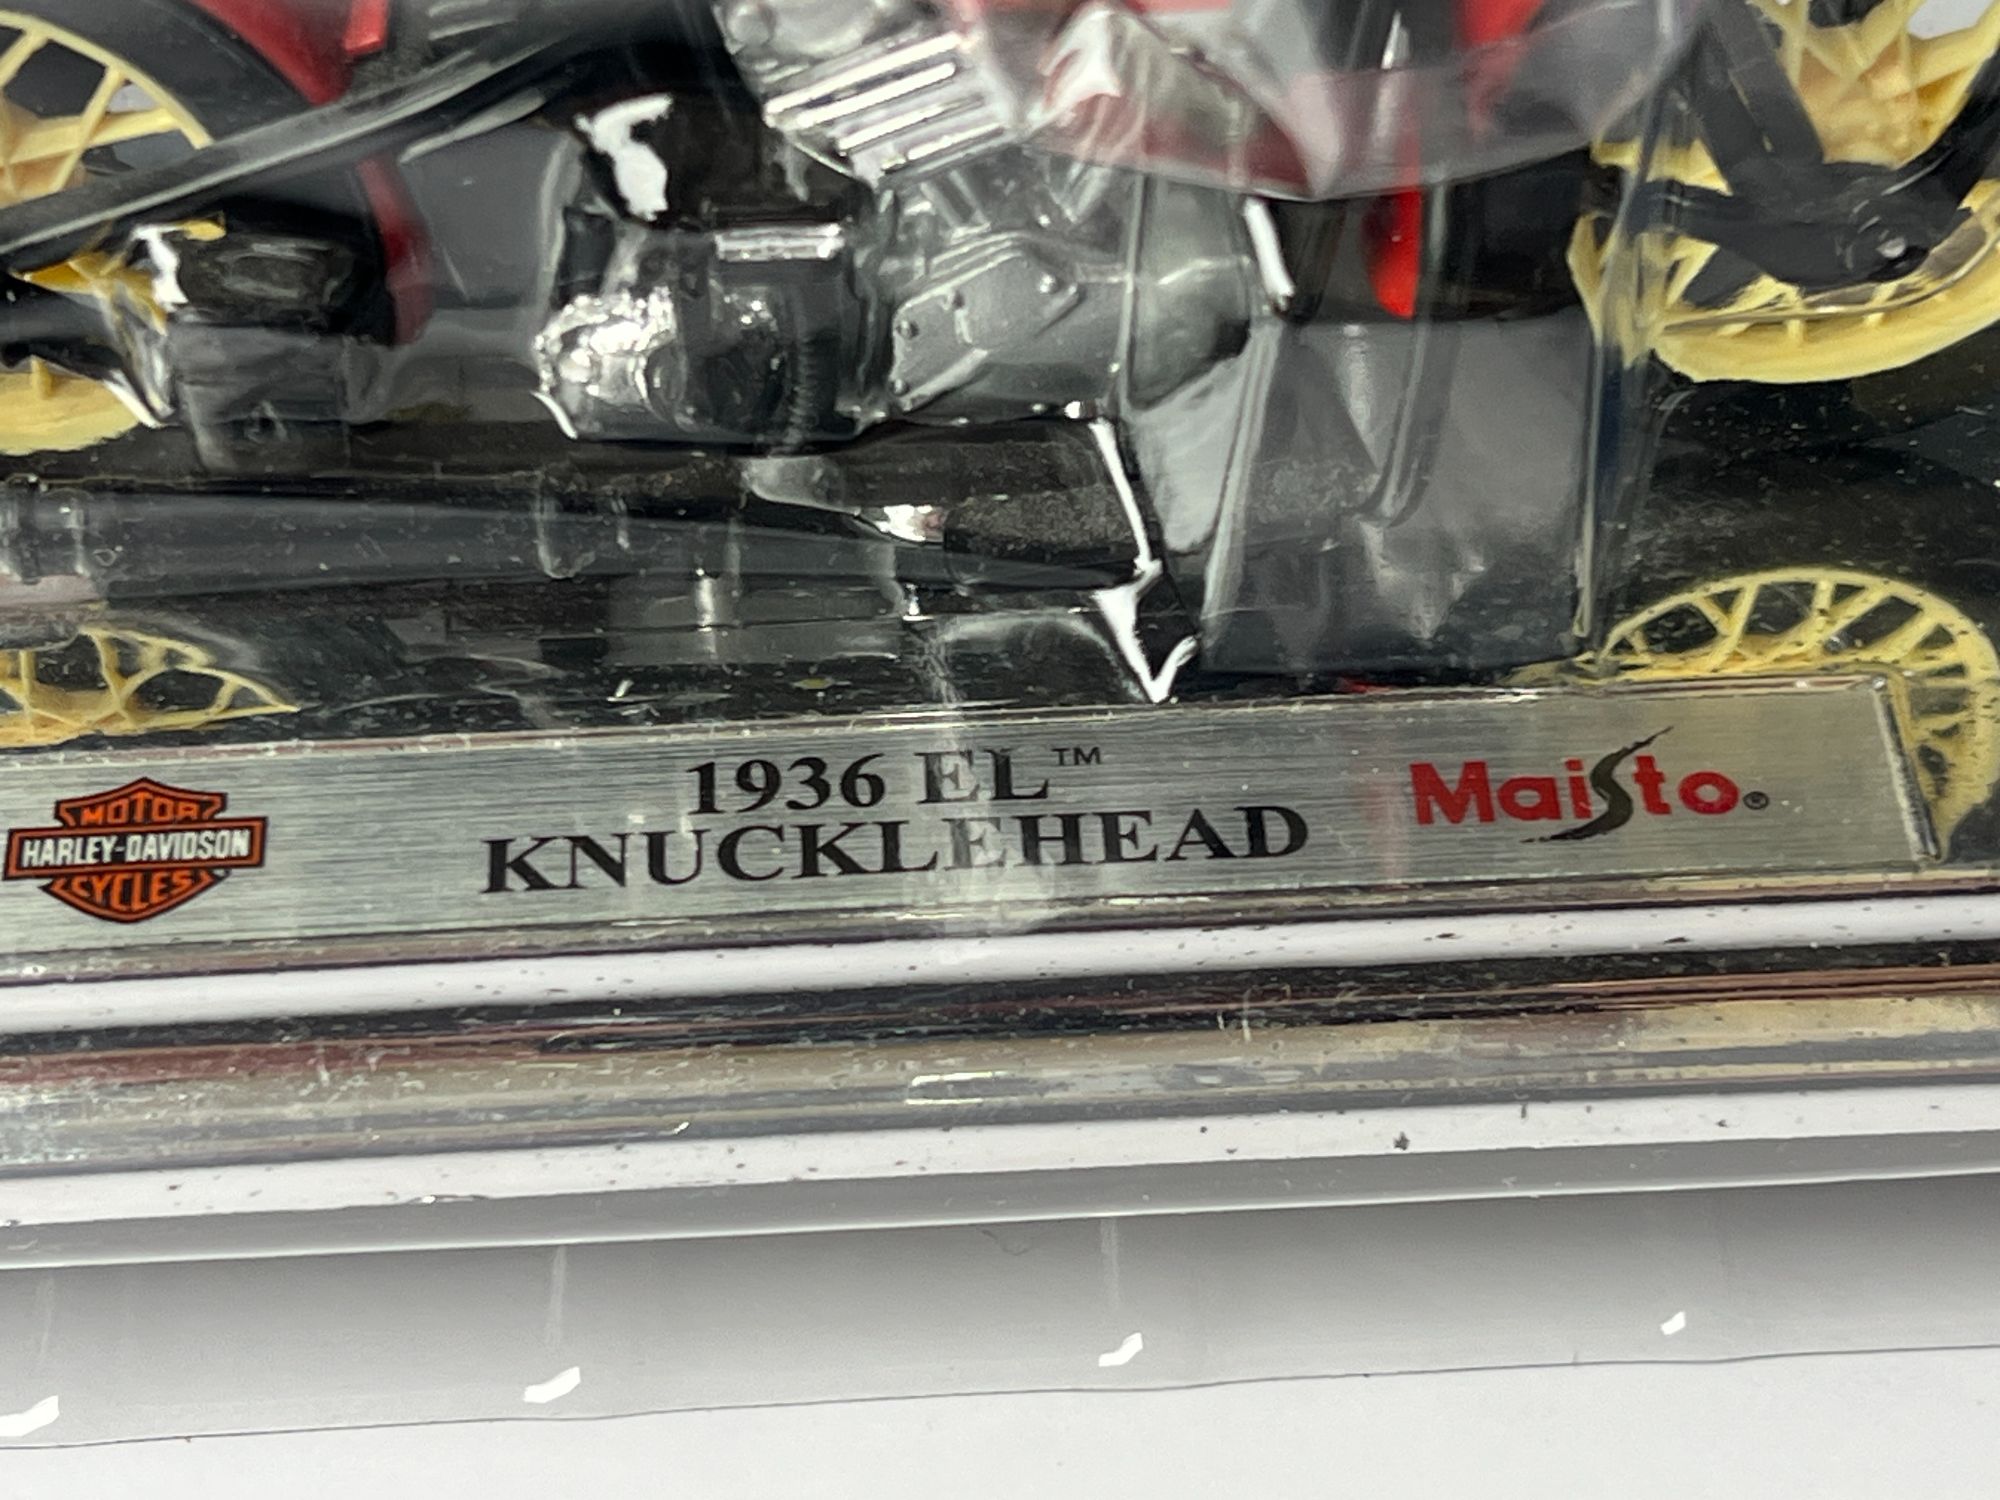 MOTOR
HARLEY-DAVIDSON
CYCLES
1936 EL™
KNUCKLEHEAD
Maisto®